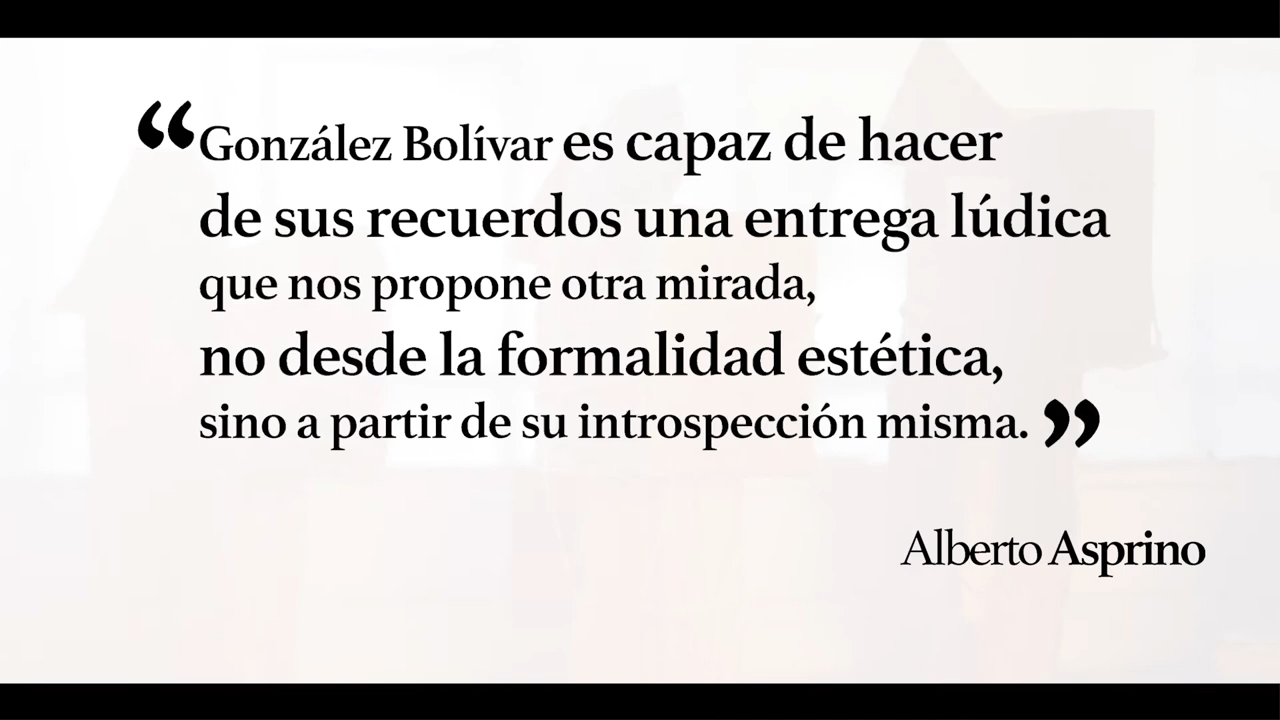 “González Bolívar es capaz de hacer
de sus recuerdos una entrega lúdica
que nos propone otra mirada,
no desde la formalidad estética,
sino a partir de su introspección misma.”
Alberto Asprino